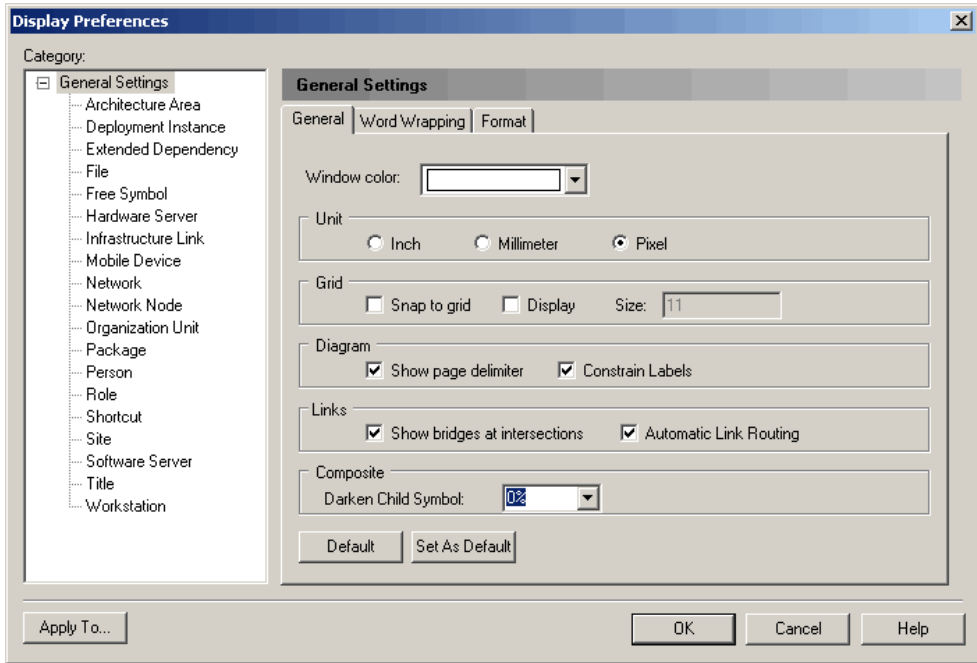 Display Preferences
Category:
General Settings
Architecture Area
Deployment Instance
Extended Dependency
File
Free Symbol
Hardware Server
Infrastructure Link
Mobile Device
Network
Network Node
Organization Unit
Package
Person
Role
Shortcut
Site
Software Server
Title
Workstation
General Settings
General Word Wrapping Format
Window color:
Unit
Inch Millimeter Pixel
Grid
Snap to grid Display Size: 11
Diagram
Show page delimiter Constrain Labels
Links
Show bridges at intersections Automatic Link Routing
Composite
Darken Child Symbol: 0%
Default Set As Default
Apply To... OK Cancel Help